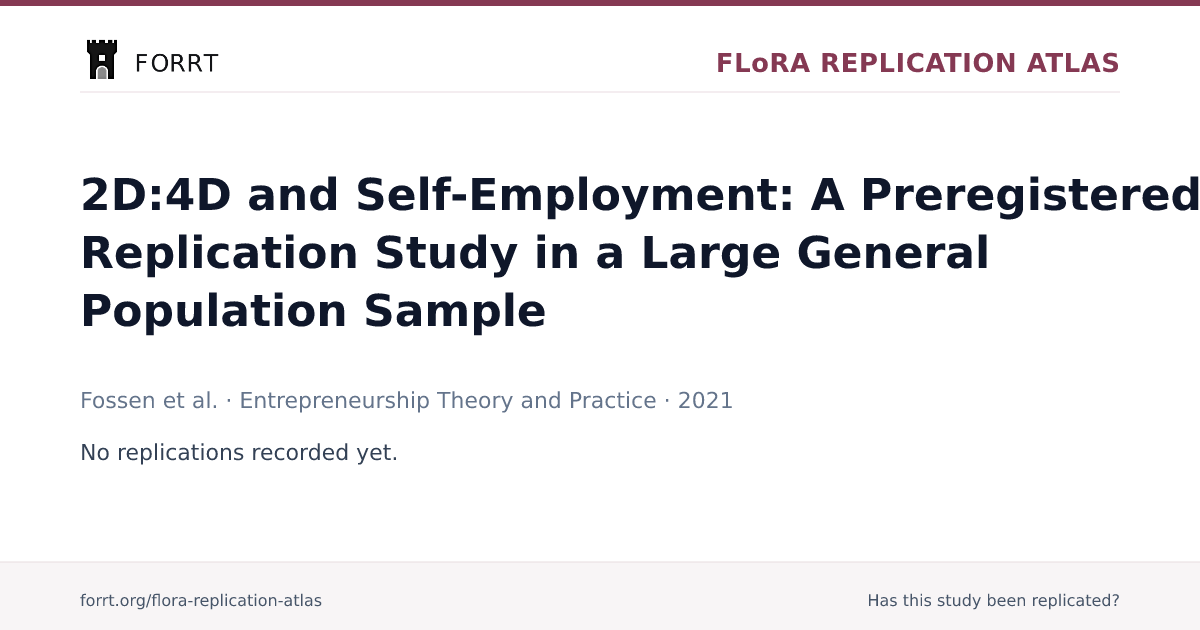 FORRT
FLoRA REPLICATION ATLAS
2D:4D and Self-Employment: A Preregistered
Replication Study in a Large General
Population Sample
Fossen et al. · Entrepreneurship Theory and Practice · 2021
No replications recorded yet.
forrt.org/flora-replication-atlas
Has this study been replicated?